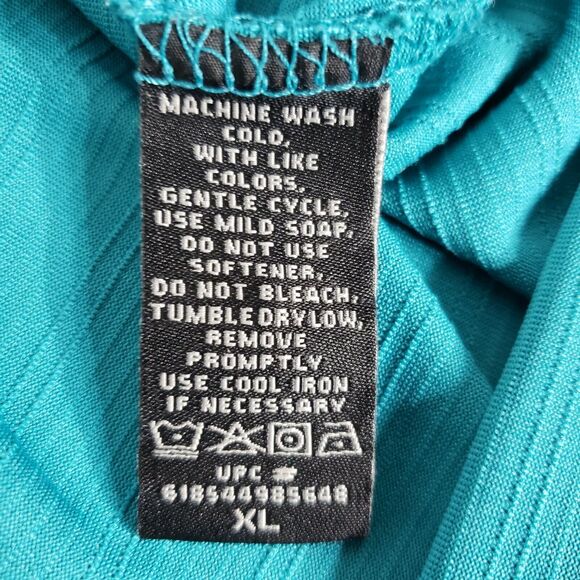 MACHINE WASH
COLD,
WITH LIKE
COLORS,
GENTLE CYCLE,
USE MILD SOAP,
DO NOT USE
SOFTENER,
DO NOT BLEACH,
TUMBLE DRY LOW,
REMOVE
PROMPTLY
USE COOL IRON
IF NECESSARY
UPC #
618544985648
XL